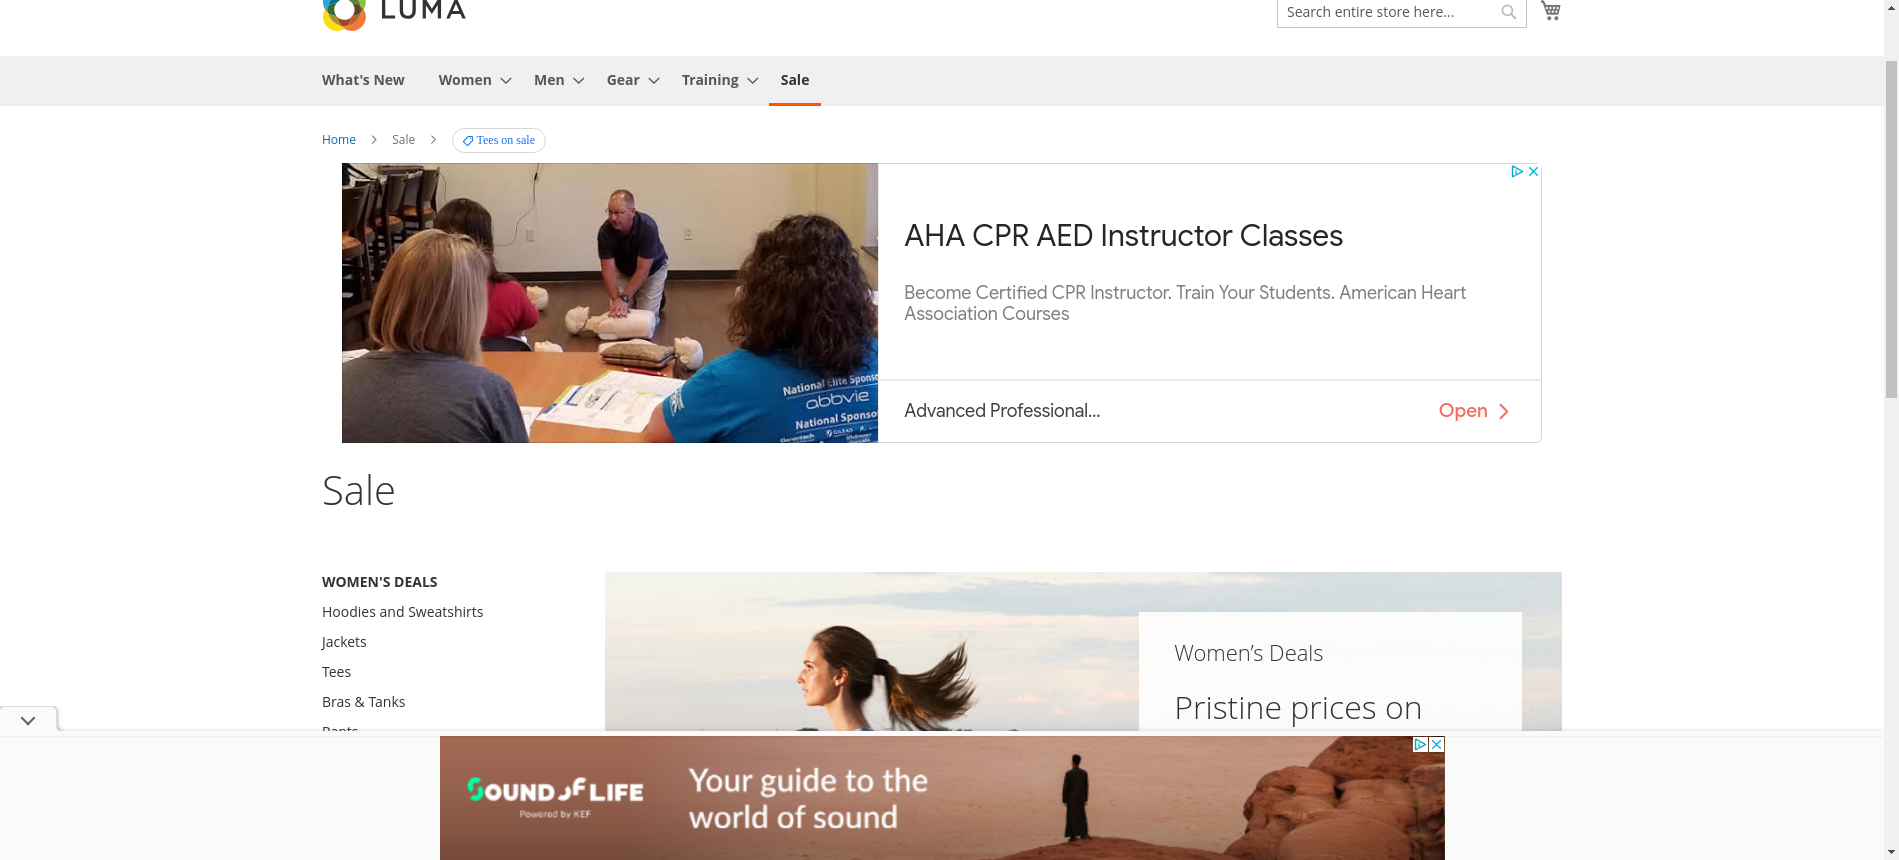 LUMA
Search entire store here...
What's New
Women
Men
Gear
Training
Sale
Home
Sale
Tees on sale
AHA CPR AED Instructor Classes
Become Certified CPR Instructor. Train Your Students. American Heart
Association Courses
National Elite Sponso
abbvie
National Sponso
GILEAD
Advanced Professional...
Open
Sale
WOMEN'S DEALS
Hoodies and Sweatshirts
Women’s Deals
Jackets
Tees
Bras & Tanks
Pristine prices on
Pants
SOUND OF LIFE
Powered by KEF
Your guide to the
world of sound